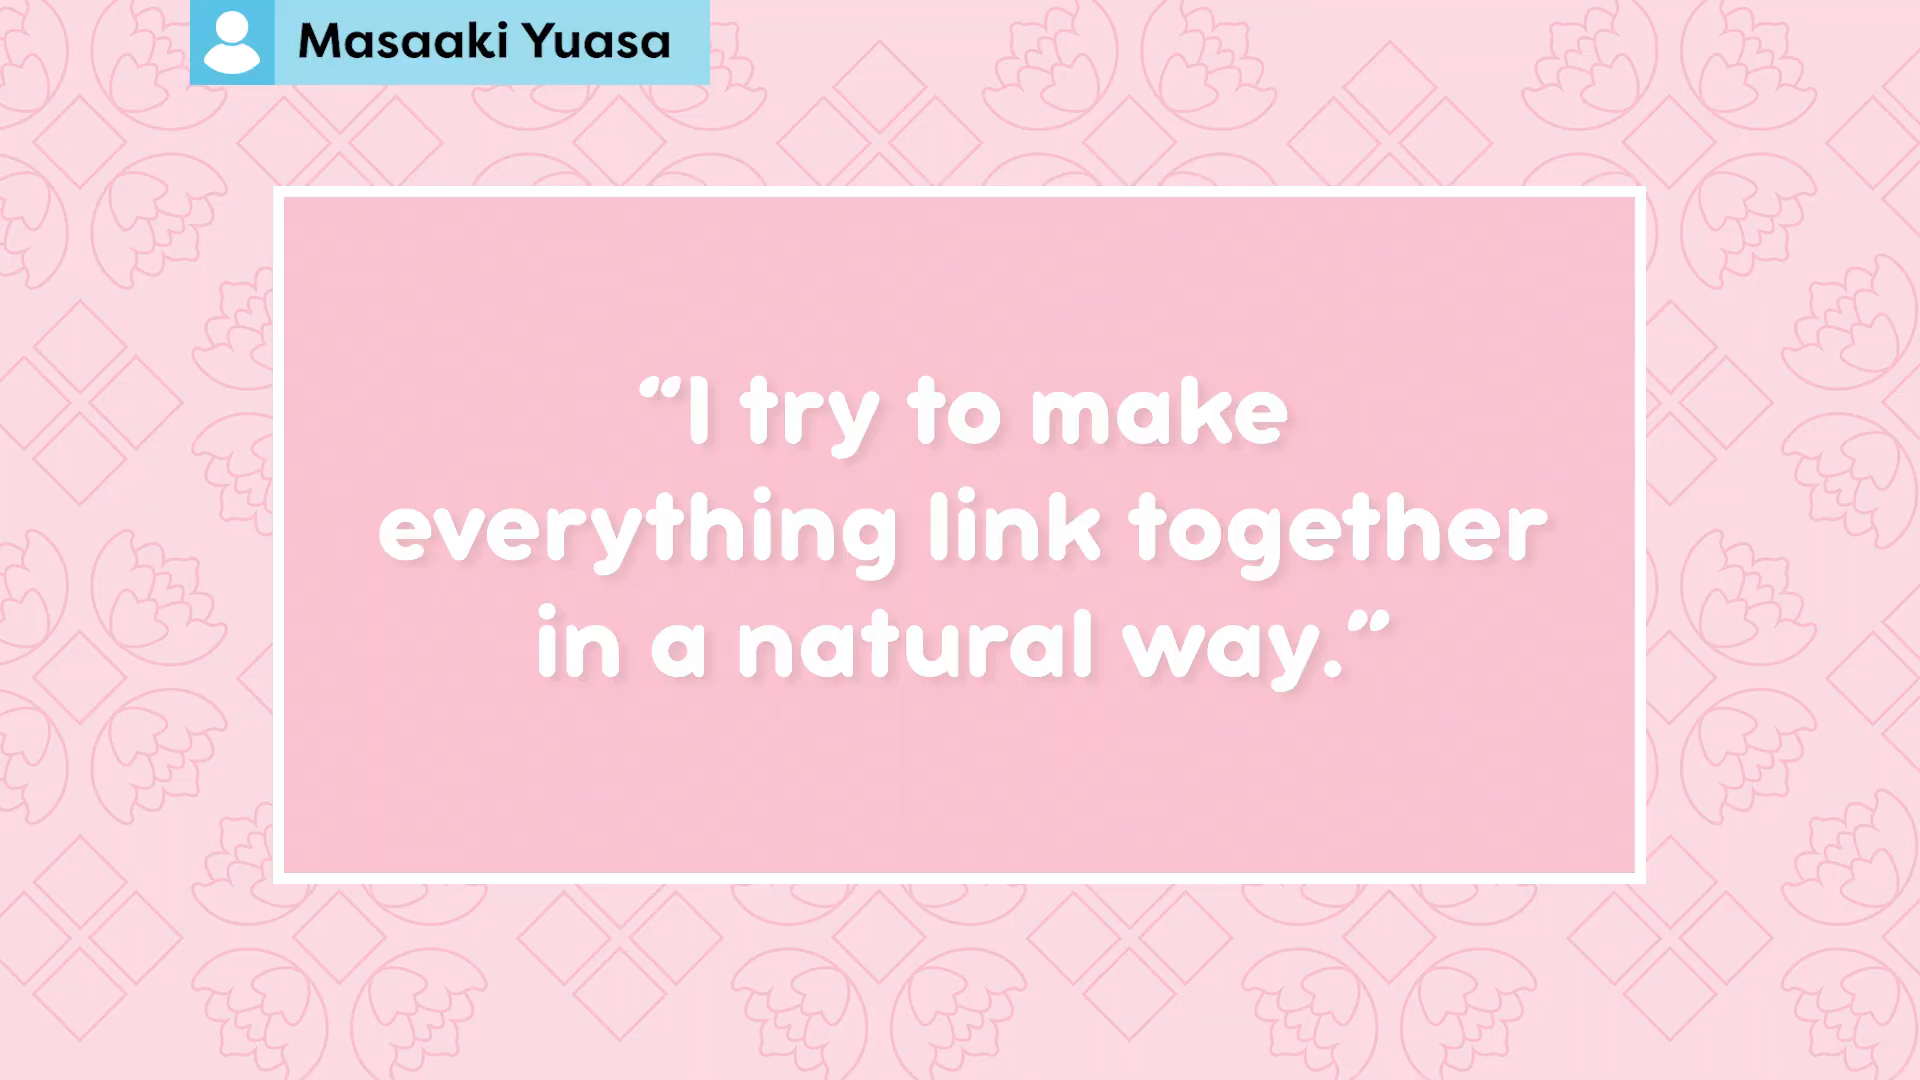 Masaaki Yuasa
“I try to make
everything link together
in a natural way.”